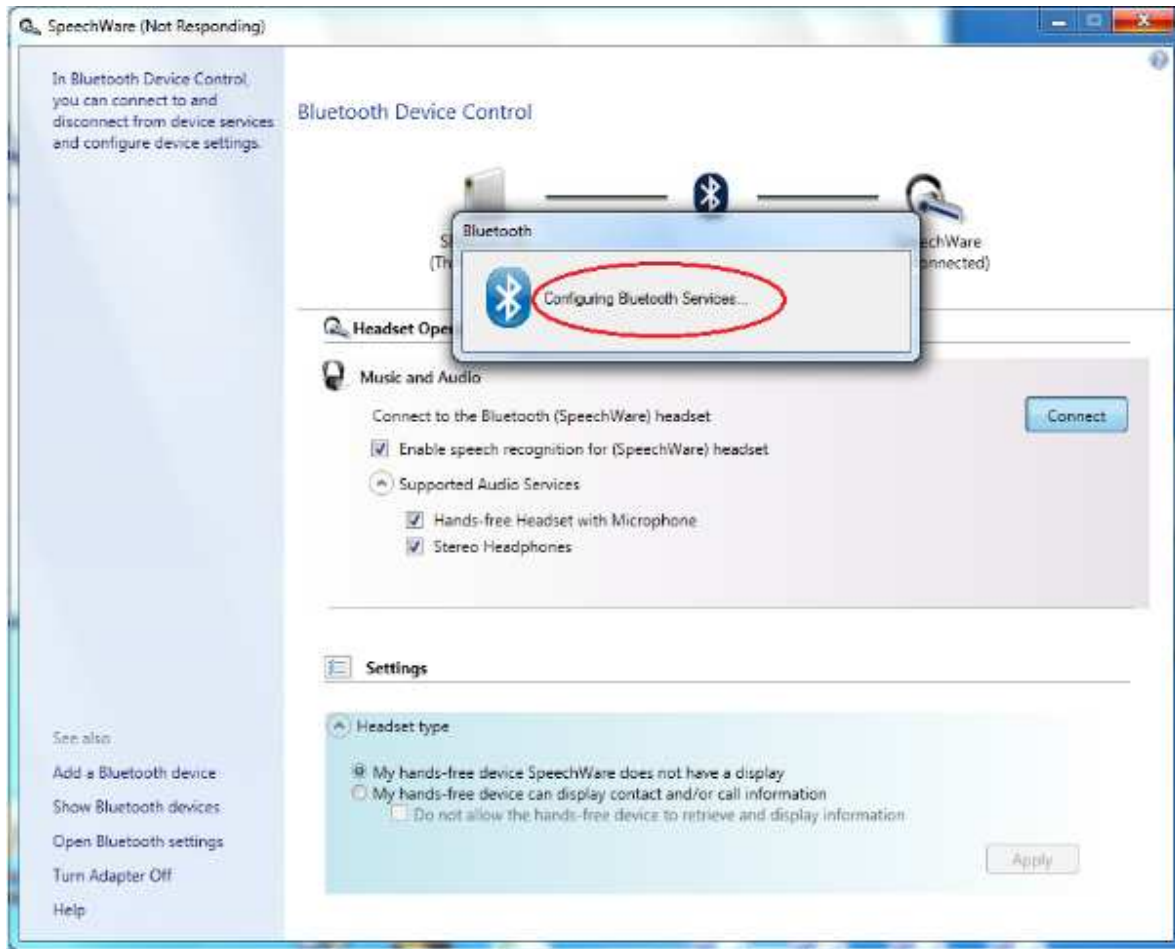 SpeechWare (Not Responding)
In Bluetooth Device Control,
you can connect to and
disconnect from device services
and configure device settings.
Bluetooth Device Control
Bluetooth
(Th
Configuring Bluetooth Services...
echWare
nnected)
Headset Ope
Music and Audio
Connect to the Bluetooth (SpeechWare) headset
Connect
Enable speech recognition for (SpeechWare) headset
Supported Audio Services
Hands-free Headset with Microphone
Stereo Headphones
Settings
Headset type
My hands-free device SpeechWare does not have a display
My hands-free device can display contact and/or call information
Do not allow the hands-free device to retrieve and display information
Apply
See also
Add a Bluetooth device
Show Bluetooth devices
Open Bluetooth settings
Turn Adapter Off
Help